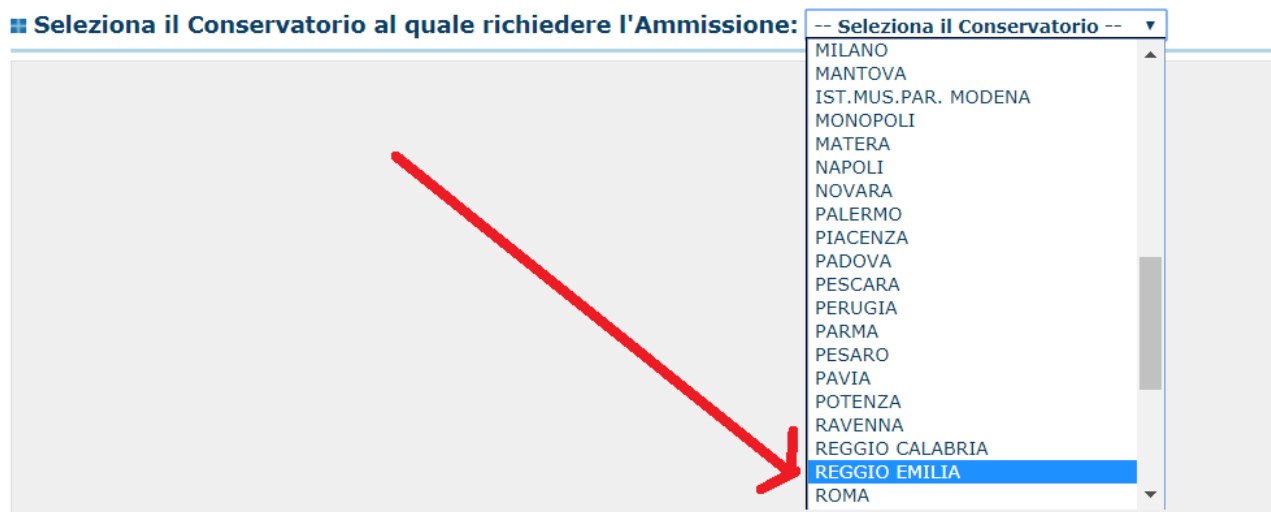 Seleziona il Conservatorio al quale richiedere l'Ammissione: -- Seleziona il Conservatorio --
MILANO
MANTOVA
IST.MUS.PAR. MODENA
MONOPOLI
MATERA
NAPOLI
NOVARA
PALERMO
PIACENZA
PADOVA
PESCARA
PERUGIA
PARMA
PESARO
PAVIA
POTENZA
RAVENNA
REGGIO CALABRIA
REGGIO EMILIA
ROMA